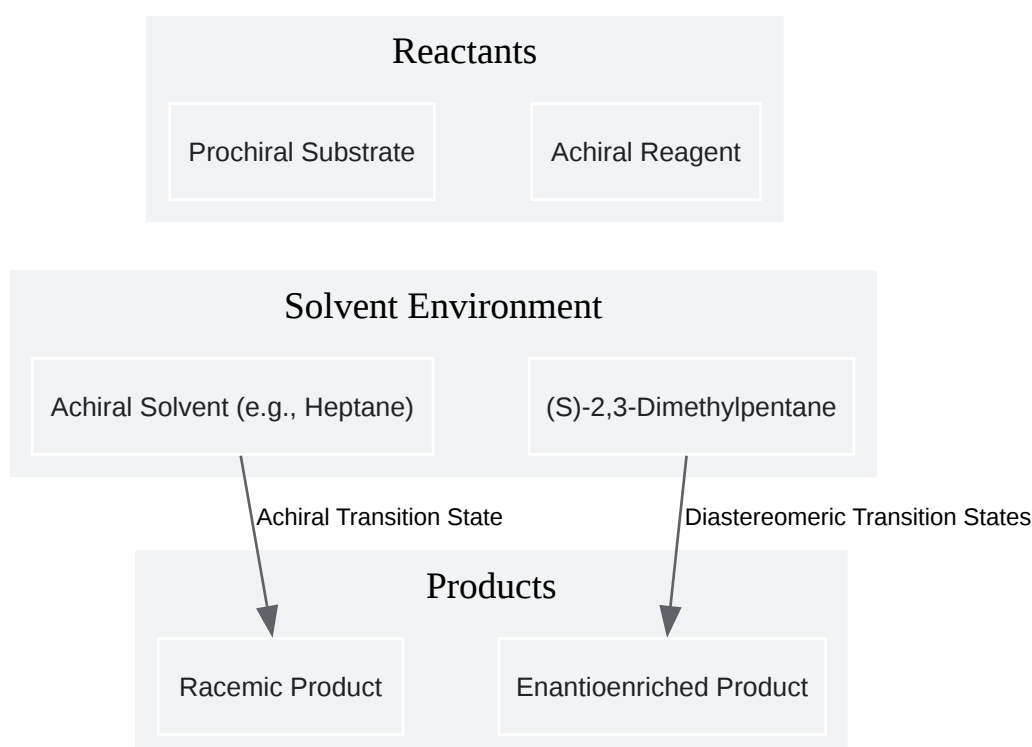 Reactants
Prochiral Substrate
Achiral Reagent
Solvent Environment
Achiral Solvent (e.g., Heptane)
(S)-2,3-Dimethylpentane
Achiral Transition State
Diastereomeric Transition States
Products
Racemic Product
Enantioenriched Product